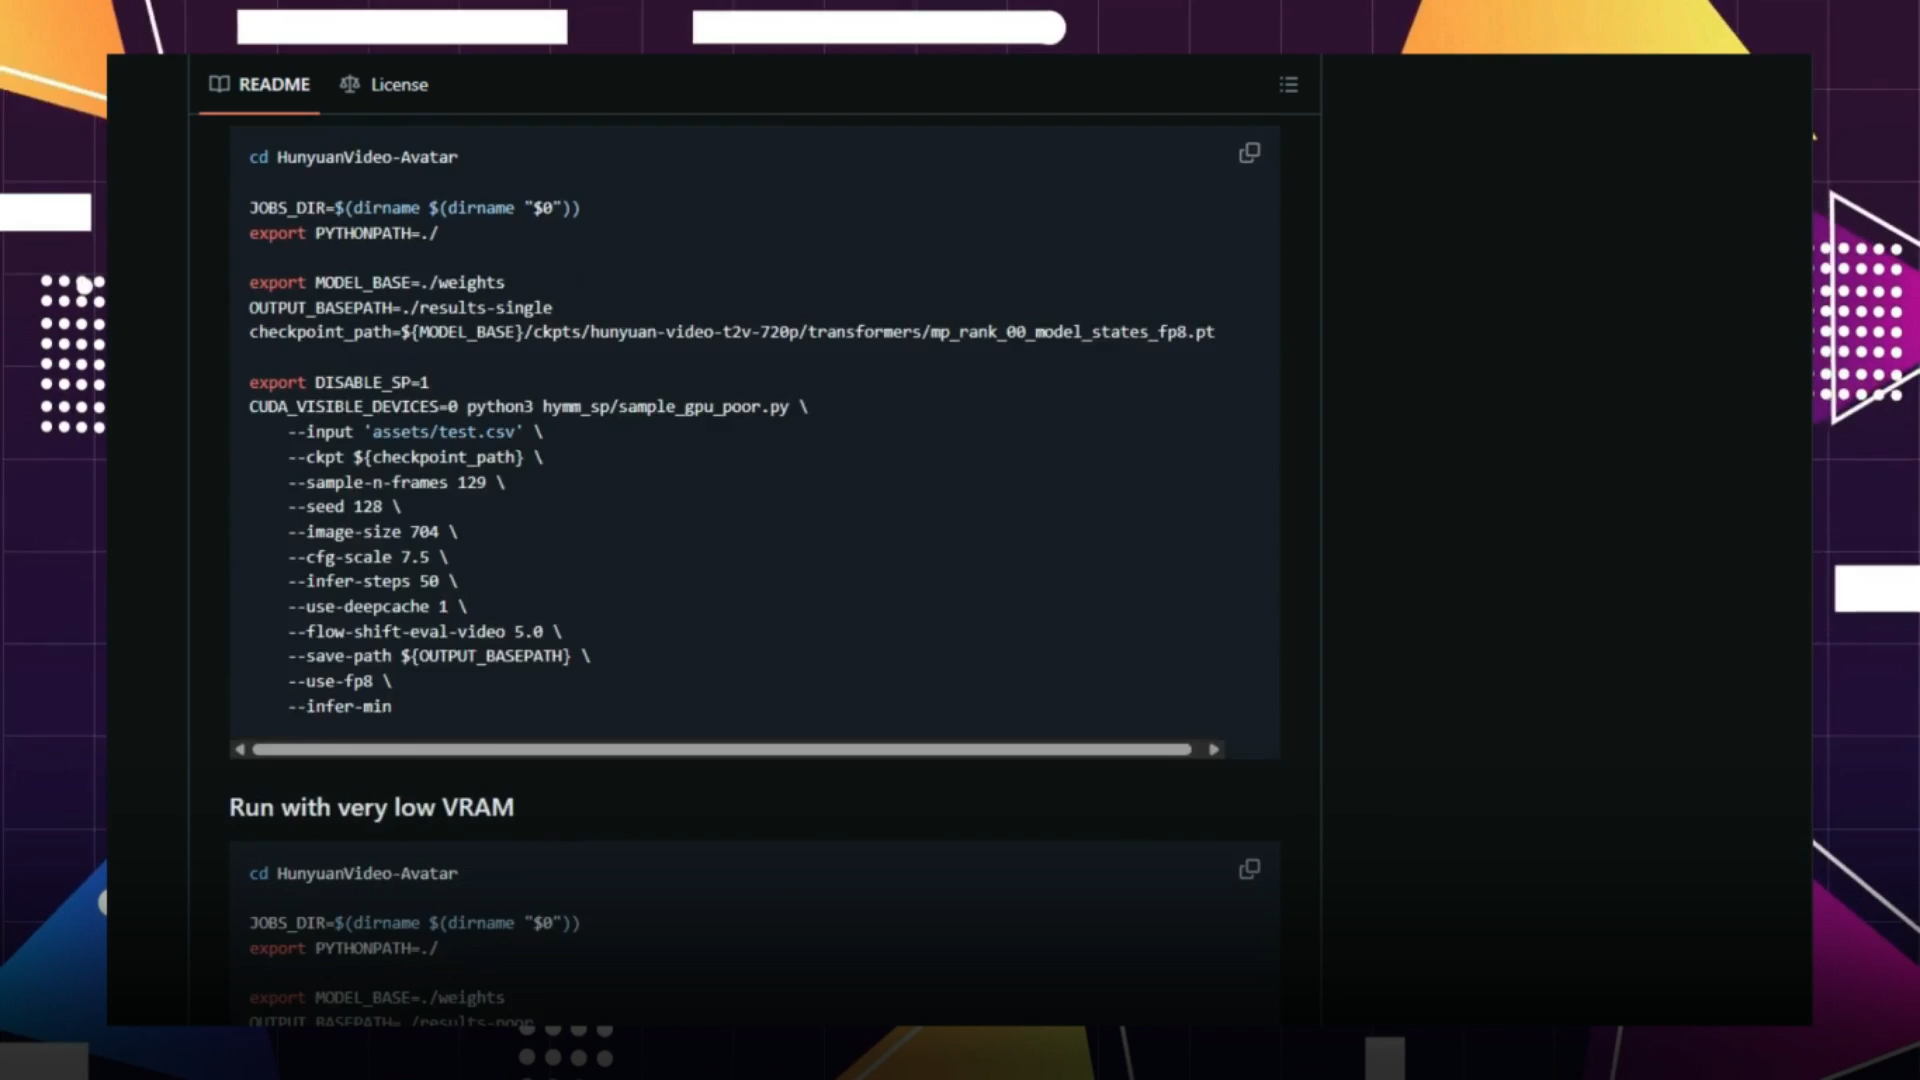 README
License
cd HunyuanVideo-Avatar
JOBS_DIR=$(dirname $(dirname "$0"))
export PYTHONPATH=./
export MODEL_BASE=./weights
OUTPUT_BASEPATH=./results-single
checkpoint_path=${MODEL_BASE}/ckpts/hunyuan-video-t2v-720p/transformers/mp_rank_00_model_states_fp8.pt
export DISABLE_SP=1
CUDA_VISIBLE_DEVICES=0 python3 hymm_sp/sample_gpu_poor.py \
--input 'assets/test.csv' \
--ckpt ${checkpoint_path} \
--sample-n-frames 129 \
--seed 128 \
--image-size 704 \
--cfg-scale 7.5 \
--infer-steps 50 \
--use-deepcache 1 \
--flow-shift-eval-video 5.0 \
--save-path ${OUTPUT_BASEPATH} \
--use-fp8 \
--infer-min
Run with very low VRAM
cd HunyuanVideo-Avatar
JOBS_DIR=$(dirname $(dirname "$0"))
export PYTHONPATH=./
export MODEL_BASE=./weights
OUTPUT_BASEPATH=./results-poor